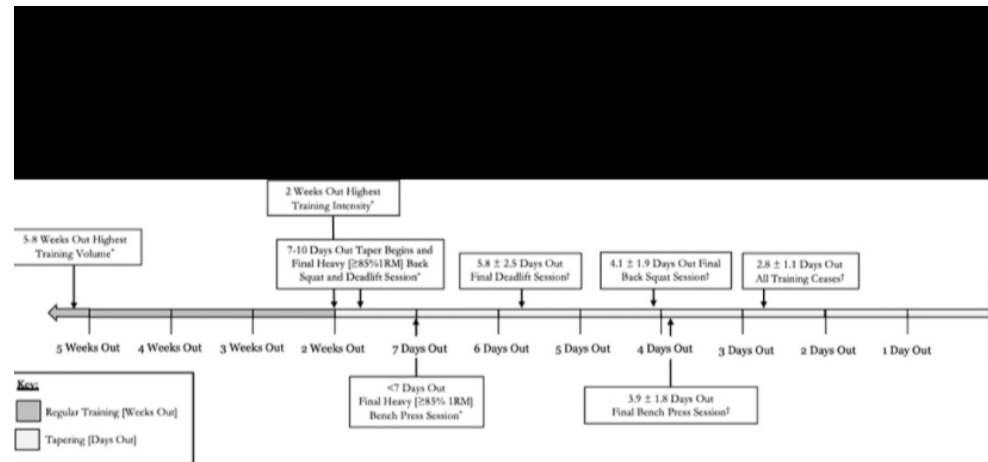 2 Weeks Out Highest
Training Intensity*
5-8 Weeks Out Highest
Training Volume*
7-10 Days Out Taper Begins and
Final Heavy [≥85%1RM] Back
Squat and Deadlift Session*
5.8 ± 2.5 Days Out
Final Deadlift Session†
4.1 ± 1.9 Days Out Final
Back Squat Session†
2.8 ± 1.1 Days Out
All Training Ceases†
5 Weeks Out
4 Weeks Out
3 Weeks Out
2 Weeks Out
7 Days Out
6 Days Out
5 Days Out
4 Days Out
3 Days Out
2 Days Out
1 Day Out
<7 Days Out
Final Heavy [≥85% 1RM]
Bench Press Session*
3.9 ± 1.8 Days Out
Final Bench Press Session†
Key:
Regular Training [Weeks Out]
Tapering [Days Out]